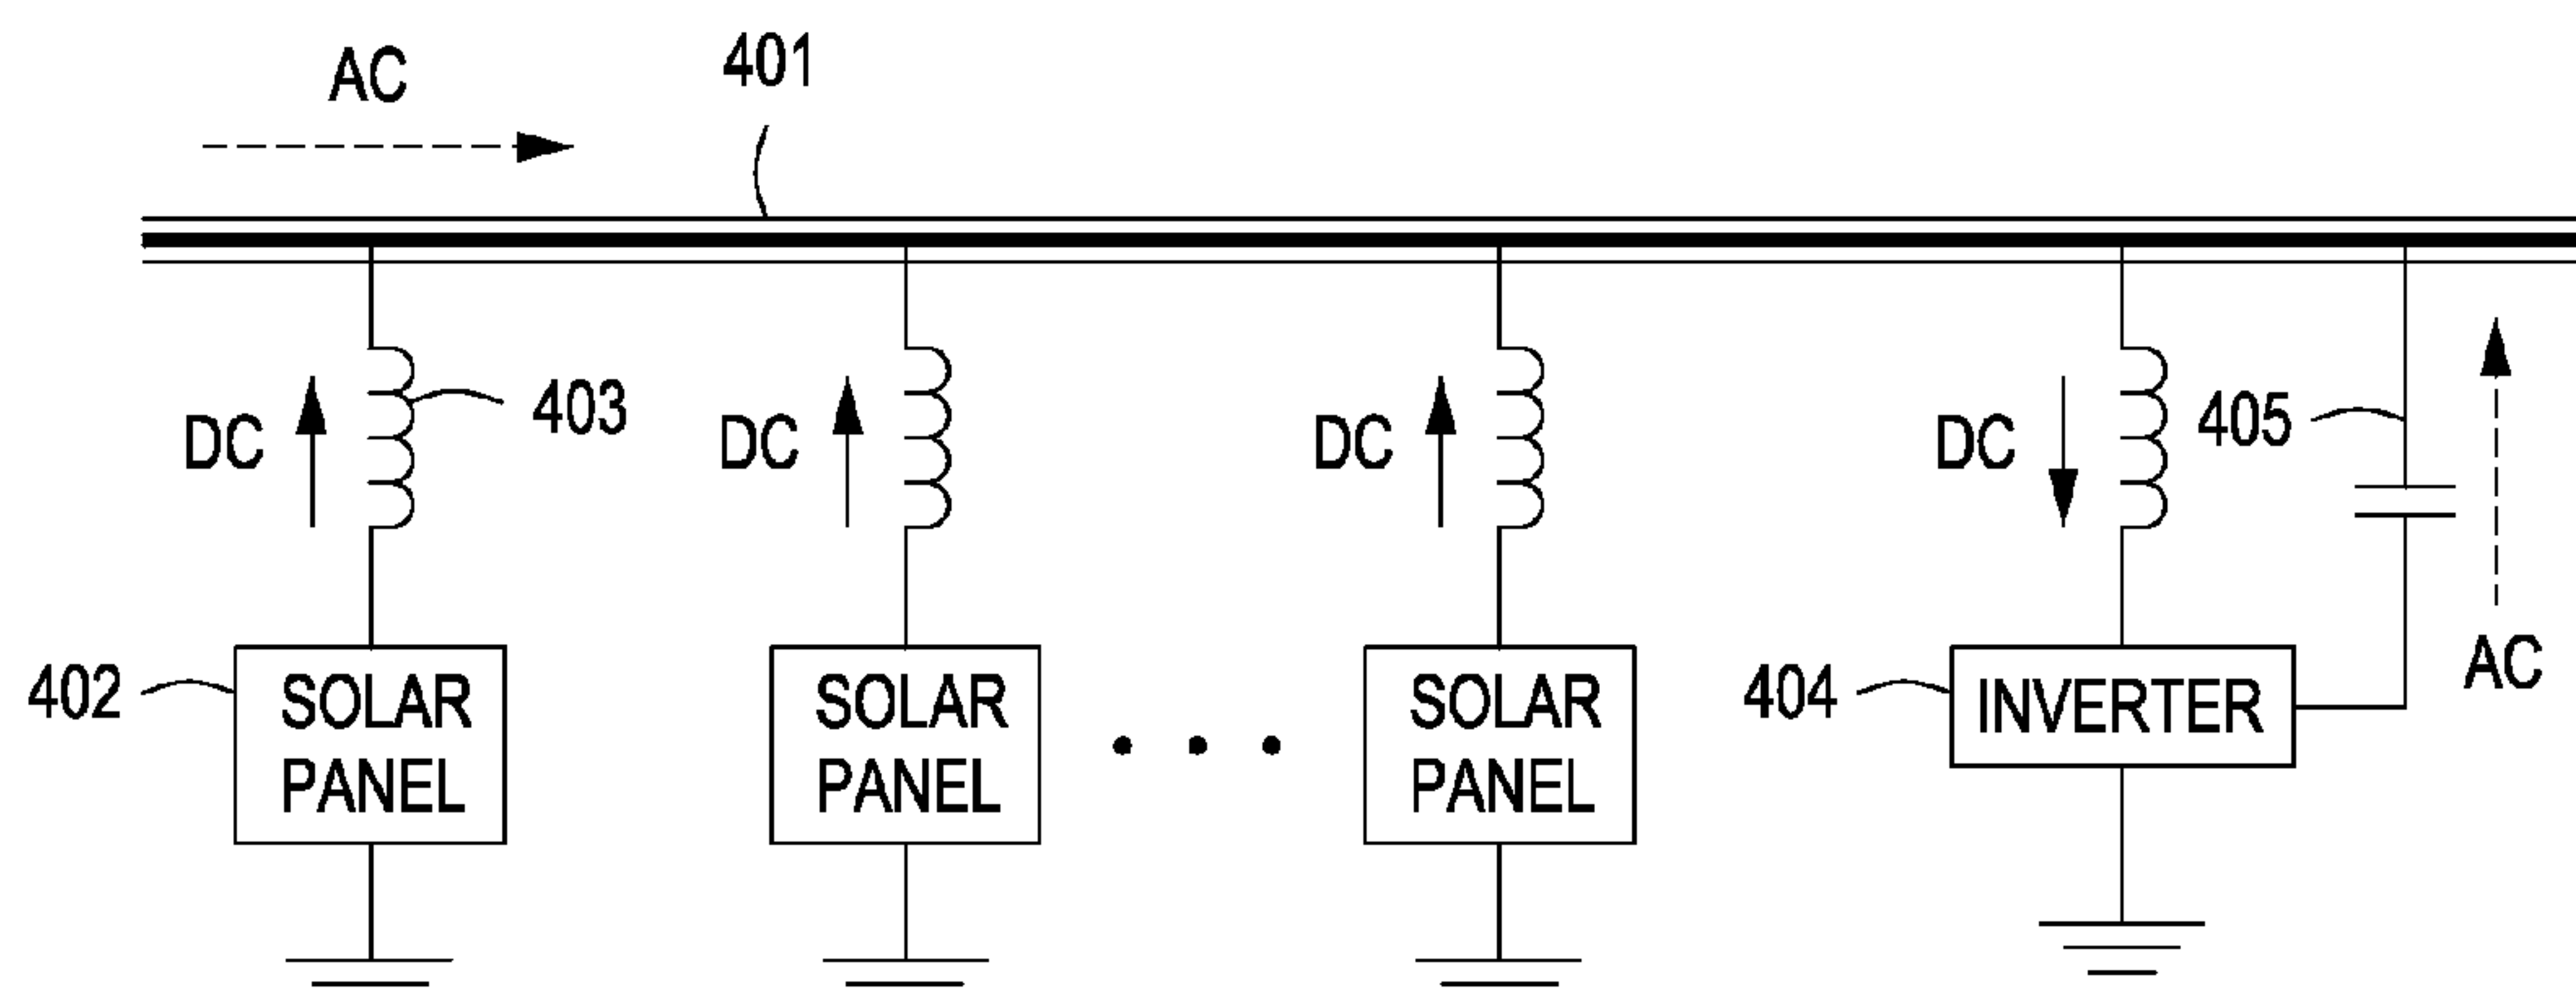 AC
401
DC
403
DC
DC
DC
405
402
SOLAR
PANEL
SOLAR
PANEL
SOLAR
PANEL
404
INVERTER
AC